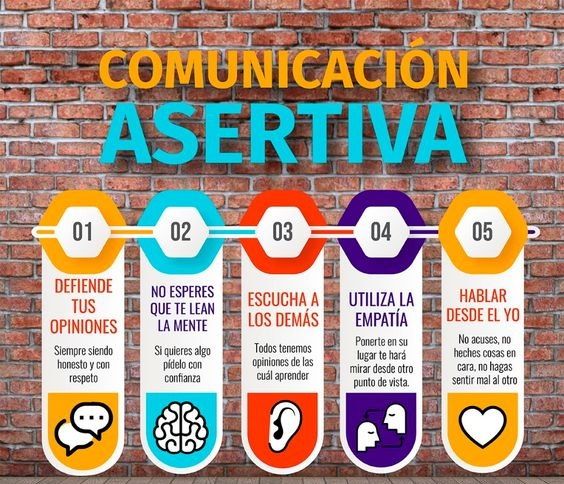 COMUNICACIÓN
ASERTIVA
01
DEFIENDE
TUS
OPINIONES
Siempre siendo
honesto y con
respeto
02
NO ESPERES
QUE TE LEAN
LA MENTE
Si quieres algo
pídelo con
confianza
03
ESCUCHA A
LOS DEMÁS
Todos tenemos
opiniones de las
cuál aprender
04
UTILIZA LA
EMPATÍA
Ponerte en su
lugar te hará
mirar desde otro
punto de vista.
05
HABLAR
DESDE EL YO
No acuses, no
heches cosas en
cara, no hagas
sentir mal al otro